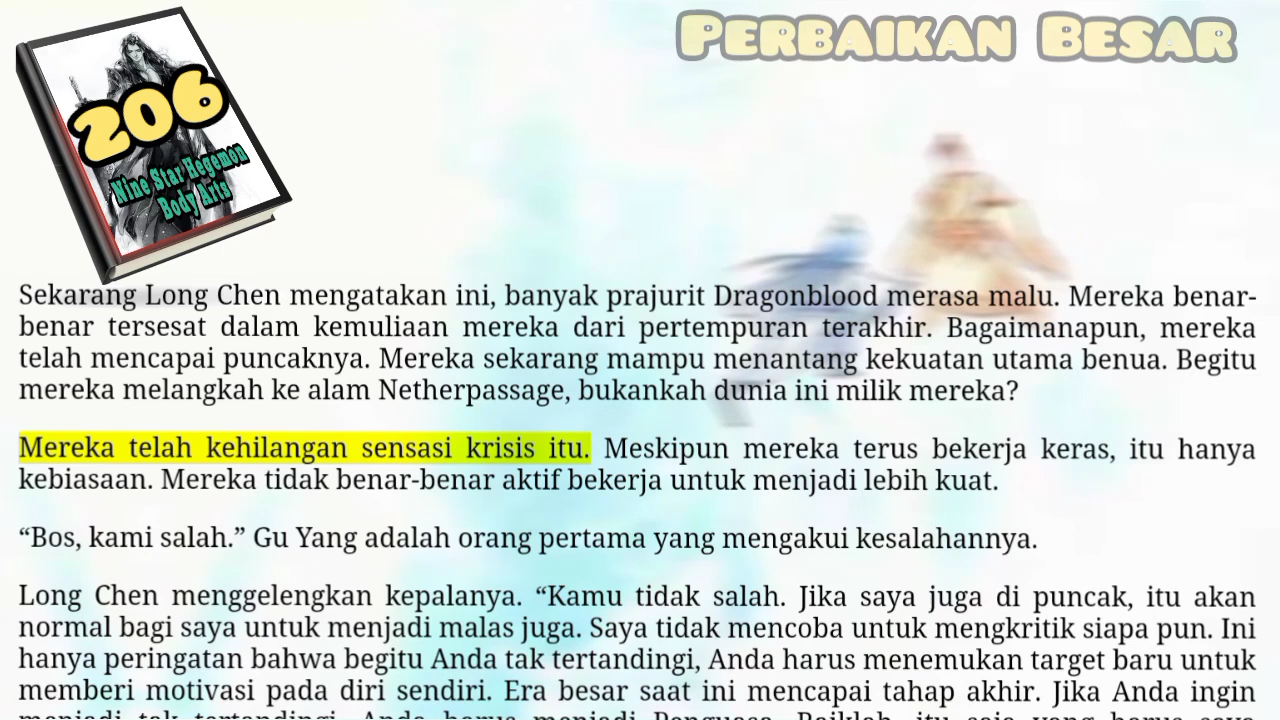 PERBAIKAN BESAR
206
Nine Star Hegemon
Body Arts
Sekarang Long Chen mengatakan ini, banyak prajurit Dragonblood merasa malu. Mereka benar-
benar tersesat dalam kemuliaan mereka dari pertempuran terakhir. Bagaimanapun, mereka
telah mencapai puncaknya. Mereka sekarang mampu menantang kekuatan utama benua. Begitu
mereka melangkah ke alam Netherpassage, bukankah dunia ini milik mereka?
Mereka telah kehilangan sensasi krisis itu. Meskipun mereka terus bekerja keras, itu hanya
kebiasaan. Mereka tidak benar-benar aktif bekerja untuk menjadi lebih kuat.
“Bos, kami salah.” Gu Yang adalah orang pertama yang mengakui kesalahannya.
Long Chen menggelengkan kepalanya. “Kamu tidak salah. Jika saya juga di puncak, itu akan
normal bagi saya untuk menjadi malas juga. Saya tidak mencoba untuk mengkritik siapa pun. Ini
hanya peringatan bahwa begitu Anda tak tertandingi, Anda harus menemukan target baru untuk
memberi motivasi pada diri sendiri. Era besar saat ini mencapai tahap akhir. Jika Anda ingin